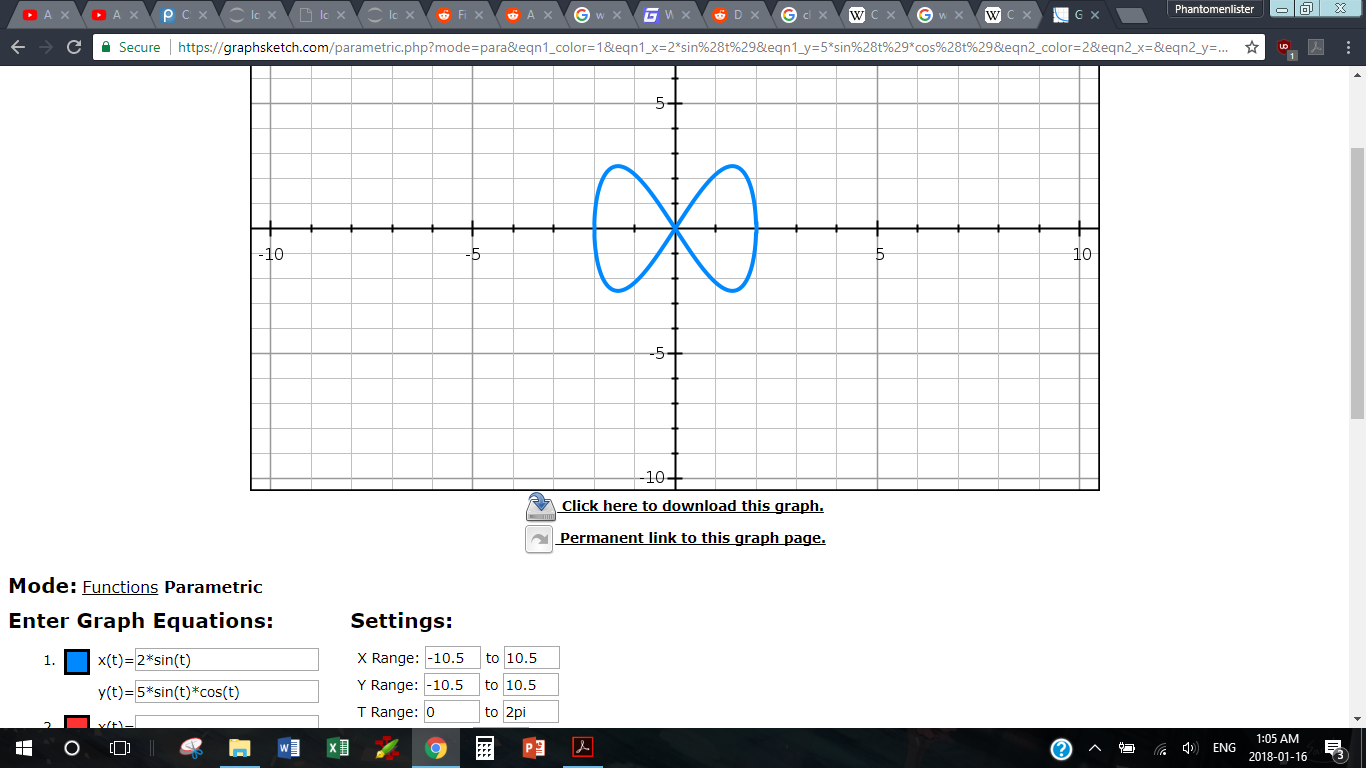 A A C Ic Ic Ic Fi A w W D ci C w C G Phantomenlister
Secure https://graphsketch.com/parametric.php?mode=para&eqn1_color=1&eqn1_x=2*sin%28t%29&eqn1_y=5*sin%28t%29*cos%28t%29&eqn2_color=2&eqn2_x=&eqn2_y=...
5
-10 -5 5 10
-5
-10
Click here to download this graph.
Permanent link to this graph page.
Mode: Functions Parametric
Enter Graph Equations: Settings:
1. x(t)= 2*sin(t) X Range: -10.5 to 10.5
y(t)= 5*sin(t)*cos(t) Y Range: -10.5 to 10.5
T Range: 0 to 2pi
2. x(t)=
ENG 1:05 AM
2018-01-16 3